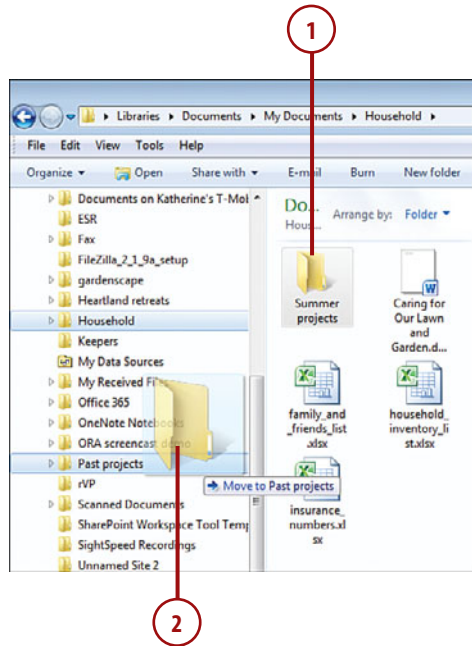 1
Libraries ▸ Documents ▸ My Documents ▸ Household ▸
File Edit View Tools Help
Organize ▾ Open Share with ▾ E-mail Burn New folder
Documents on Katherine's T-Mob
ESR
Fax
FileZilla_2_1_9a_setup
gardenscape
Heartland retreats
Household
Keepers
My Data Sources
My Received Files
Office 365
OneNote Notebooks
ORA screencast demo
Past projects
rVP
Scanned Documents
SharePoint Workspace Tool Temp
SightSpeed Recordings
Unnamed Site 2
Do...
Hous...
Arrange by: Folder ▾
Summer
projects
Caring for
Our Lawn
and
Garden.d...
family_and
_friends_list
.xlsx
household_
inventory_li
st.xlsx
Move to Past projects
insurance_
numbers.xl
sx
2